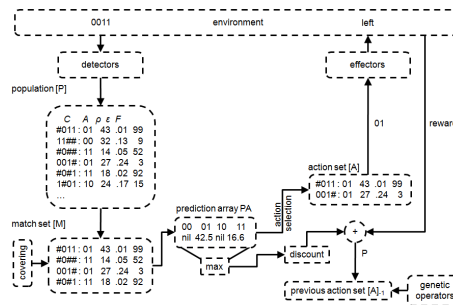 0011 environment left
detectors
effectors
population [P]
C A p ε F
#011 : 01 43 .01 99
11## : 00 32 .13 9
#0## : 11 14 .05 52
001# : 01 27 .24 3
#0#1 : 11 18 .02 92
1#01 : 10 24 .17 15
...
01
reward
match set [M]
#011 : 01 43 .01 99
#0## : 11 14 .05 52
001# : 01 27 .24 3
#0#1 : 11 18 .02 92
covering
prediction array PA
00 01 10 11
nil 42.5 nil 16.6
max
action selection
action set [A]
#011 : 01 43 .01 99
001# : 01 27 .24 3
discount
+
P
previous action set [A]-1
genetic
operators